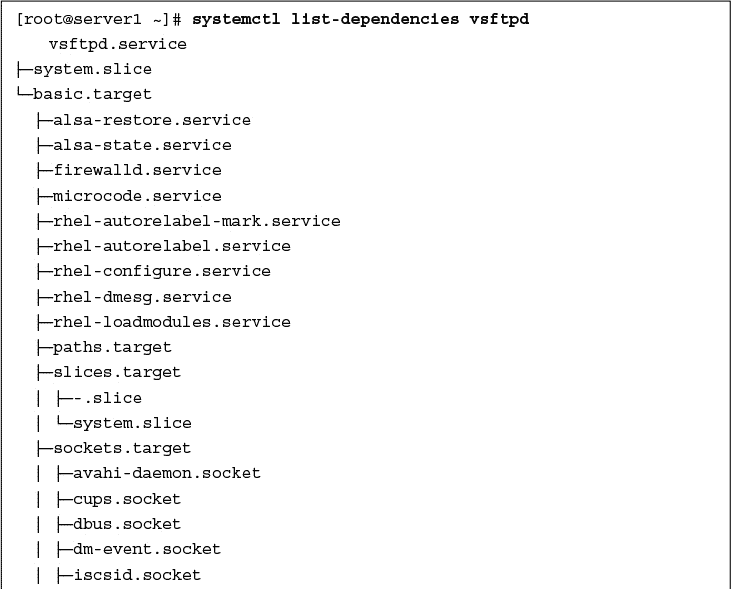 [root@server1 ~]# systemctl list-dependencies vsftpd
vsftpd.service
├─system.slice
└─basic.target
  ├─alsa-restore.service
  ├─alsa-state.service
  ├─firewalld.service
  ├─microcode.service
  ├─rhel-autorelabel-mark.service
  ├─rhel-autorelabel.service
  ├─rhel-configure.service
  ├─rhel-dmesg.service
  ├─rhel-loadmodules.service
  ├─paths.target
  ├─slices.target
  │ ├─-.slice
  │ └─system.slice
  ├─sockets.target
  │ ├─avahi-daemon.socket
  │ ├─cups.socket
  │ ├─dbus.socket
  │ ├─dm-event.socket
  │ ├─iscsid.socket